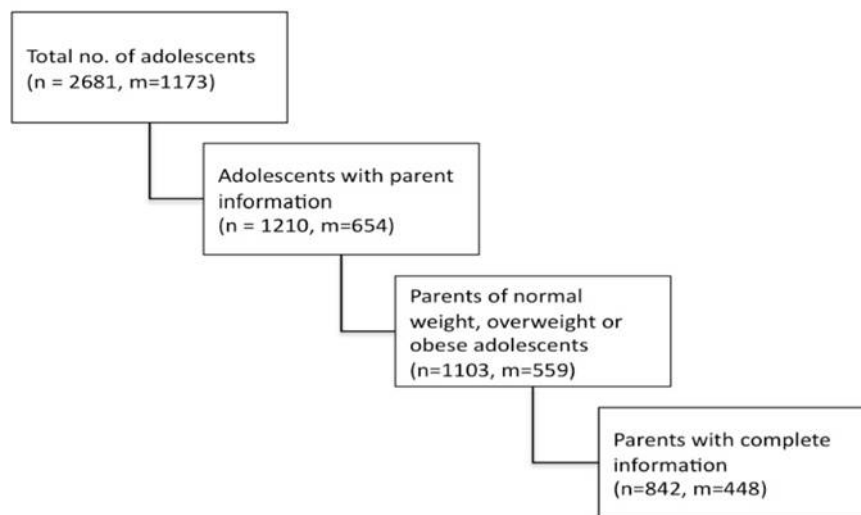 Total no. of adolescents
(n = 2681, m=1173)
Adolescents with parent
information
(n = 1210, m=654)
Parents of normal
weight, overweight or
obese adolescents
(n=1103, m=559)
Parents with complete
information
(n=842, m=448)